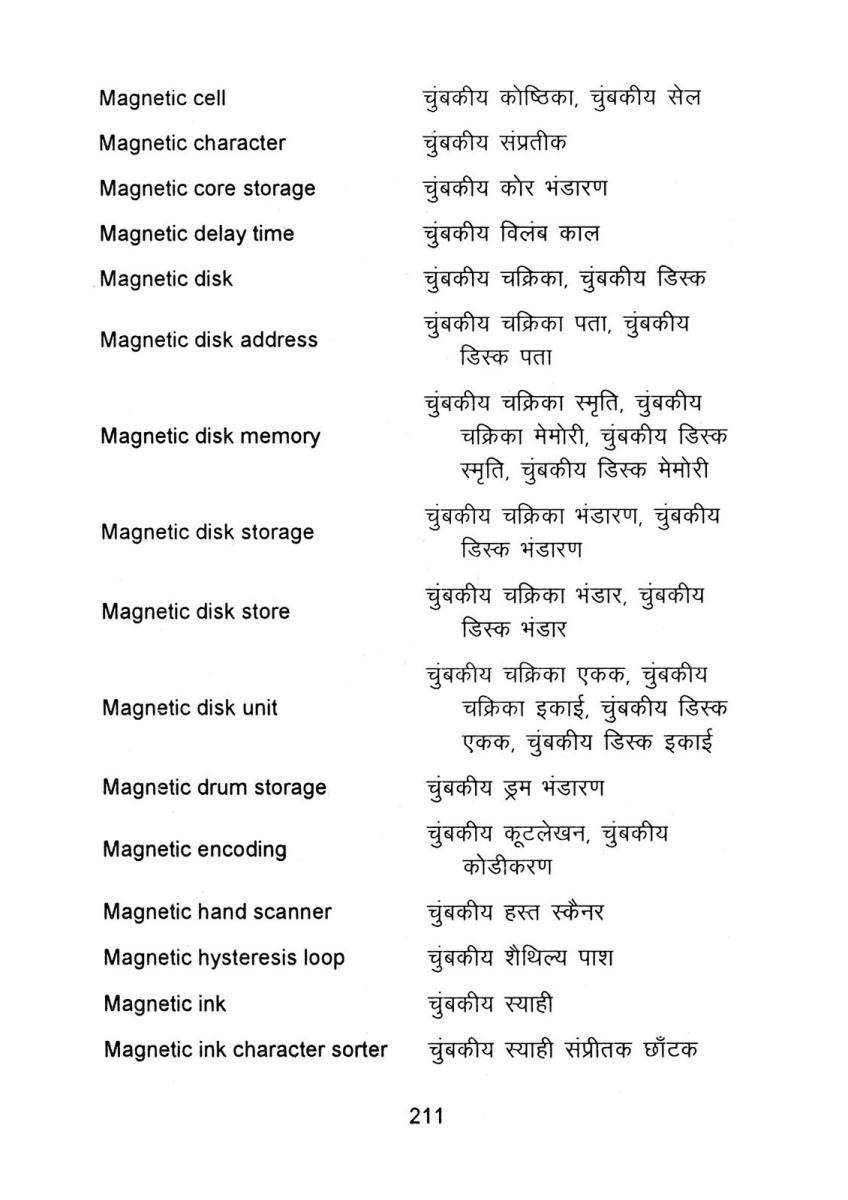 Magnetic cell चुंबकीय कोष्ठिका, चुंबकीय सेल
Magnetic character चुंबकीय संप्रतीक
Magnetic core storage चुंबकीय कोर भंडारण
Magnetic delay time चुंबकीय विलंब काल
Magnetic disk चुंबकीय चक्रिका, चुंबकीय डिस्क
Magnetic disk address चुंबकीय चक्रिका पता, चुंबकीय
डिस्क पता
Magnetic disk memory चुंबकीय चक्रिका स्मृति, चुंबकीय
चक्रिका मेमोरी, चुंबकीय डिस्क
स्मृति, चुंबकीय डिस्क मेमोरी
Magnetic disk storage चुंबकीय चक्रिका भंडारण, चुंबकीय
डिस्क भंडारण
Magnetic disk store चुंबकीय चक्रिका भंडार, चुंबकीय
डिस्क भंडार
Magnetic disk unit चुंबकीय चक्रिका एकक, चुंबकीय
चक्रिका इकाई, चुंबकीय डिस्क
एकक, चुंबकीय डिस्क इकाई
Magnetic drum storage चुंबकीय ड्रम भंडारण
Magnetic encoding चुंबकीय कूटलेखन, चुंबकीय
कोडीकरण
Magnetic hand scanner चुंबकीय हस्त स्कैनर
Magnetic hysteresis loop चुंबकीय शैथिल्य पाश
Magnetic ink चुंबकीय स्याही
Magnetic ink character sorter चुंबकीय स्याही संप्रीतक छाँटक
211